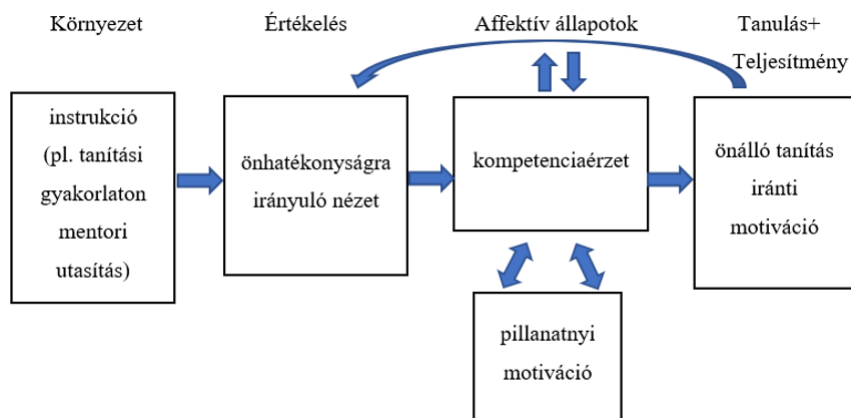 Környezet
Értékelés
Affektív állapotok
Tanulás+
Teljesítmény
instrukció
(pl. tanítási
gyakorlaton
mentori
utasítás)
önhatékonyságra
irányuló nézet
kompetenciaérzet
önálló tanítás
iránti
motiváció
pillanatnyi
motiváció